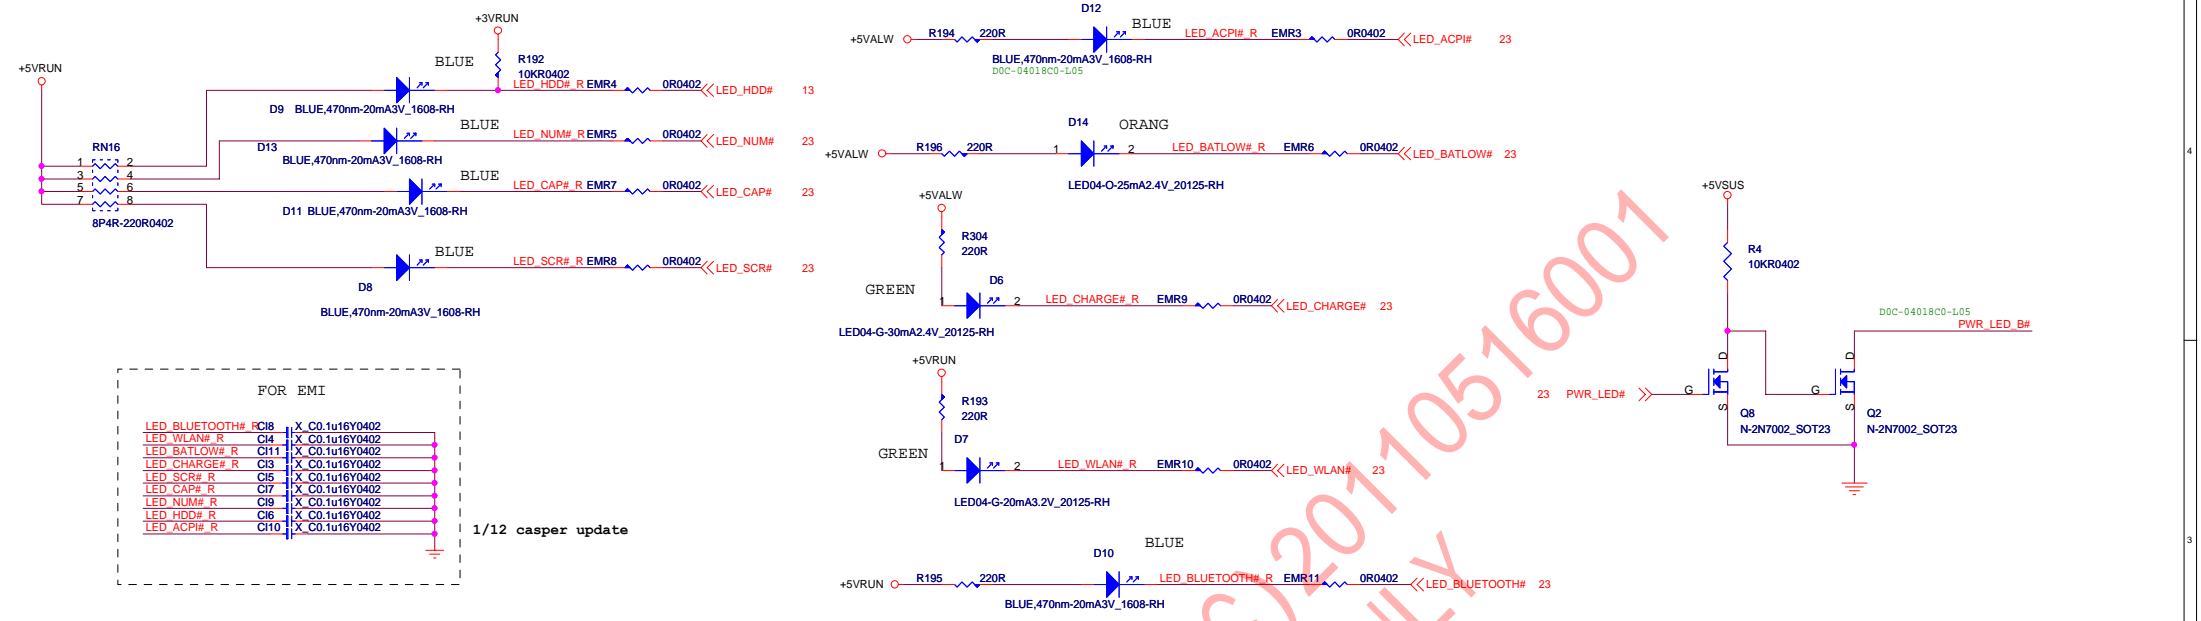 +5VRUN
+3VRUN
R192
10KR0402
BLUE
LED_HDD#_R EMR4 0R0402 LED_HDD# 13
D9 BLUE,470nm-20mA3V_1608-RH
BLUE
LED_NUM#_R EMR5 0R0402 LED_NUM# 23
D13
BLUE,470nm-20mA3V_1608-RH
RN16
1 2
3 4
5 6
7 8
8P4R-220R0402
BLUE
LED_CAP#_R EMR7 0R0402 LED_CAP# 23
D11 BLUE,470nm-20mA3V_1608-RH
BLUE
LED_SCR#_R EMR8 0R0402 LED_SCR# 23
D8
BLUE,470nm-20mA3V_1608-RH
FOR EMI
LED_BLUETOOTH#_R CI8 X_C0.1u16Y0402
LED_WLAN#_R CI4 X_C0.1u16Y0402
LED_BATLOW#_R CI11 X_C0.1u16Y0402
LED_CHARGE#_R CI3 X_C0.1u16Y0402
LED_SCR#_R CI5 X_C0.1u16Y0402
LED_CAP#_R CI7 X_C0.1u16Y0402
LED_NUM#_R CI9 X_C0.1u16Y0402
LED_HDD#_R CI6 X_C0.1u16Y0402
LED_ACPI#_R CI10 X_C0.1u16Y0402
1/12 casper update
D12
BLUE
+5VALW R194 220R LED_ACPI#_R EMR3 0R0402 LED_ACPI# 23
BLUE,470nm-20mA3V_1608-RH
D0C-04018C0-L05
D14 ORANG
+5VALW R196 220R 1 2 LED_BATLOW#_R EMR6 0R0402 LED_BATLOW# 23
LED04-O-25mA2.4V_20125-RH
+5VALW
R304
220R
D6
GREEN
1 2 LED_CHARGE#_R EMR9 0R0402 LED_CHARGE# 23
LED04-G-30mA2.4V_20125-RH
+5VRUN
R193
220R
D7
GREEN
1 2 LED_WLAN#_R EMR10 0R0402 LED_WLAN# 23
LED04-G-20mA3.2V_20125-RH
BLUE
D10
+5VRUN R195 220R LED_BLUETOOTH#_R EMR11 0R0402 LED_BLUETOOTH# 23
BLUE,470nm-20mA3V_1608-RH
+5VSUS
R4
10KR0402
D0C-04018C0-L05
PWR_LED_B#
D D
23 PWR_LED# G G
S S
Q8 Q2
N-2N7002_SOT23 N-2N7002_SOT23
4
3
)20110516001